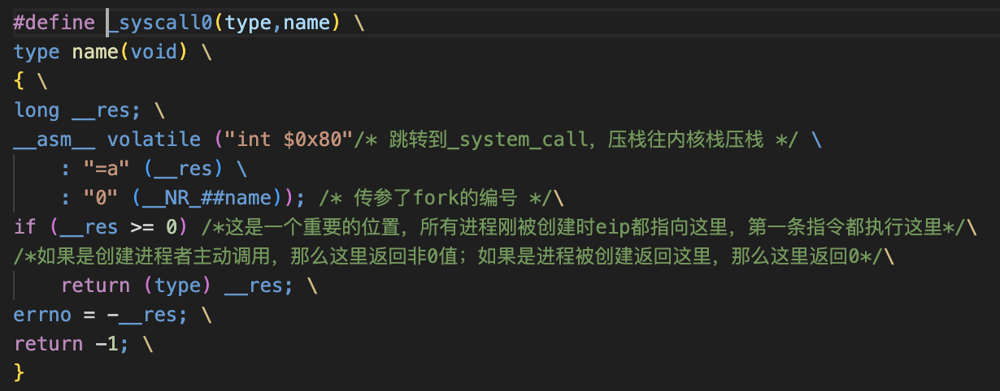 #define _syscall0(type,name) \
type name(void) \
{ \
long __res; \
__asm__ volatile ("int $0x80"/* 跳转到_system_call，压栈往内核栈压栈 */ \
    : "=a" (__res) \
    : "0" (__NR_##name)); /* 传参了fork的编号 */\
if (__res >= 0) /*这是一个重要的位置，所有进程刚被创建时eip都指向这里，第一条指令都执行这里*/\
/*如果是创建进程者主动调用，那么这里返回非0值；如果是进程被创建返回这里，那么这里返回0*/\
    return (type) __res; \
errno = -__res; \
return -1; \
}